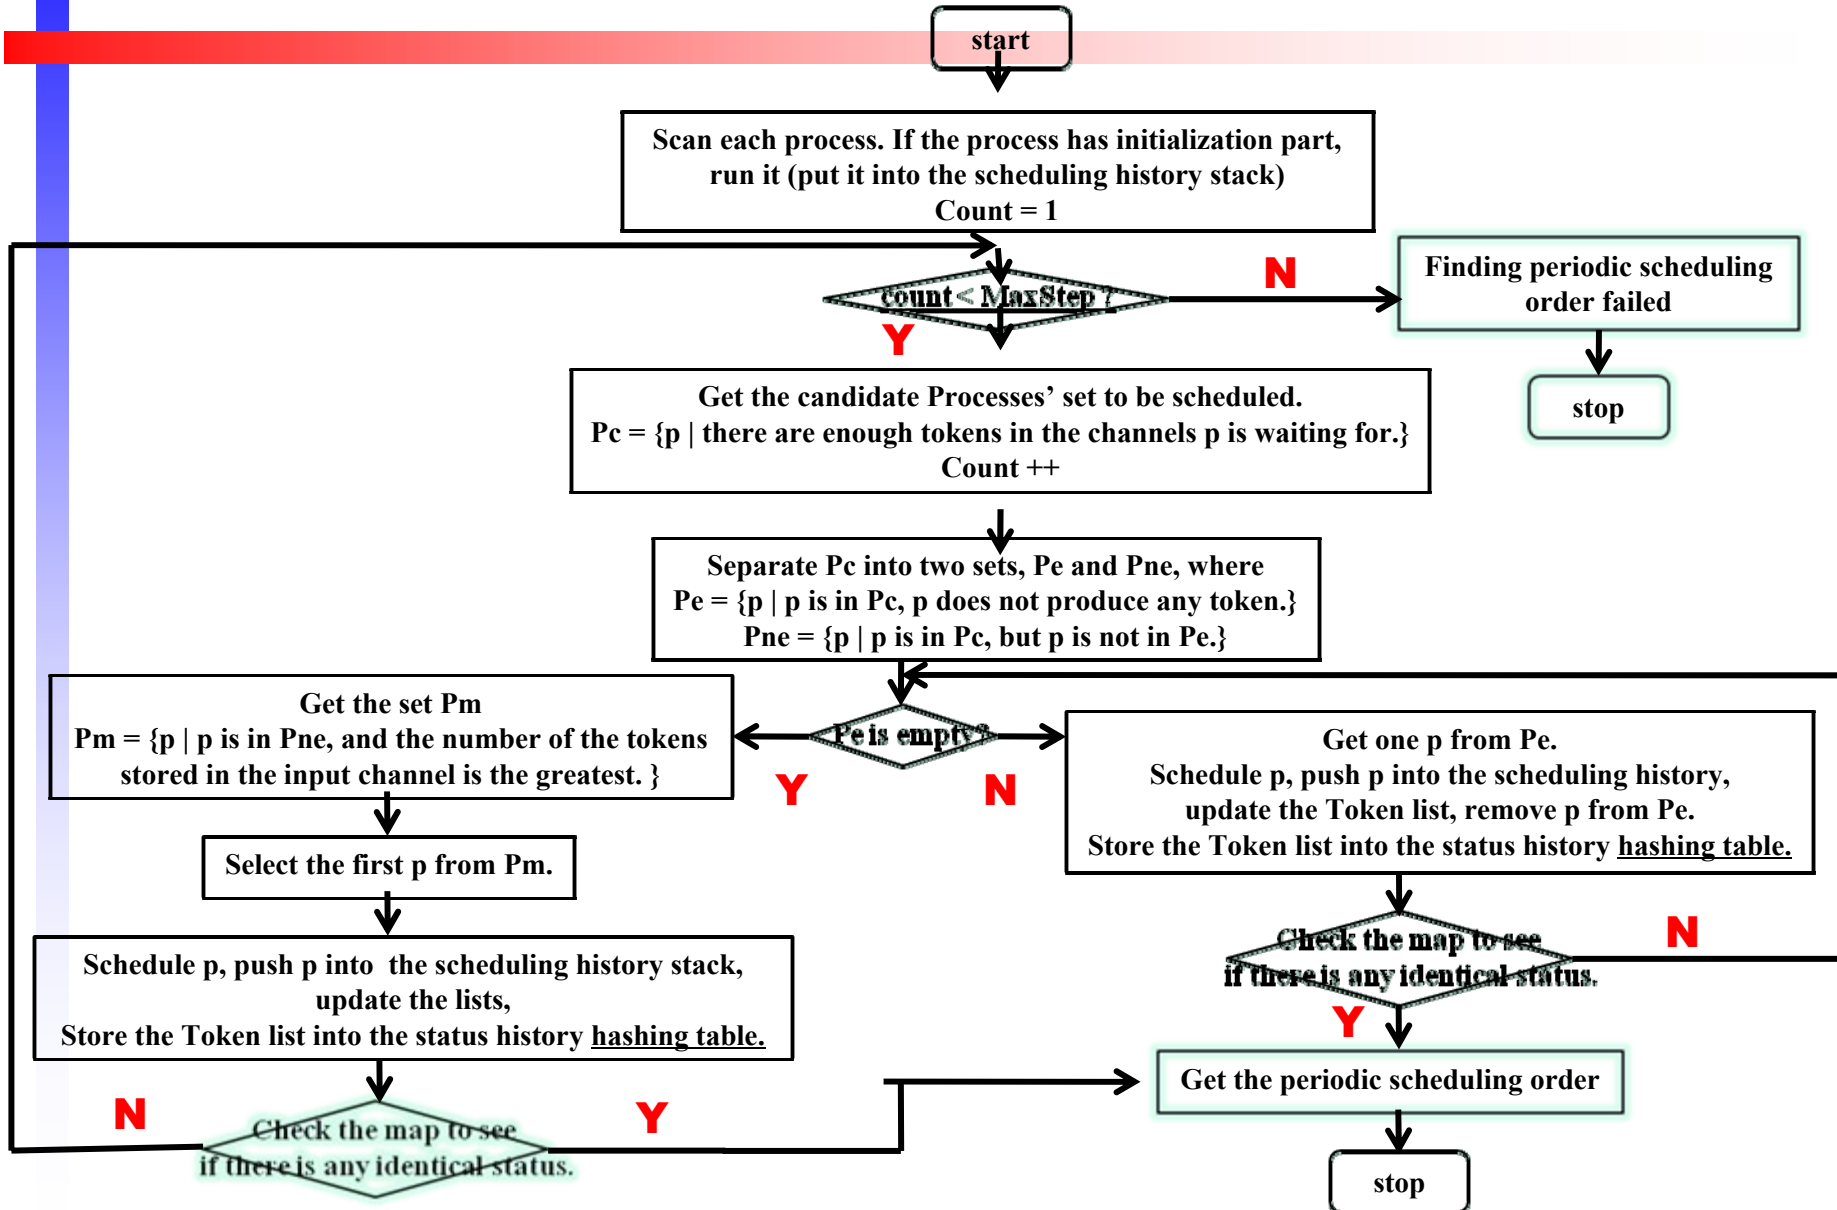 start
Scan each process. If the process has initialization part,
run it (put it into the scheduling history stack)
Count = 1
count < MaxStep ?
N
Y
Finding periodic scheduling
order failed
stop
Get the candidate Processes’ set to be scheduled.
Pc = {p | there are enough tokens in the channels p is waiting for.}
Count ++
Separate Pc into two sets, Pe and Pne, where
Pe = {p | p is in Pc, p does not produce any token.}
Pne = {p | p is in Pc, but p is not in Pe.}
Pe is empty?
Y
N
Get the set Pm
Pm = {p | p is in Pne, and the number of the tokens
stored in the input channel is the greatest. }
Select the first p from Pm.
Schedule p, push p into the scheduling history stack,
update the lists,
Store the Token list into the status history hashing table.
Check the map to see
if there is any identical status.
N
Y
Get one p from Pe.
Schedule p, push p into the scheduling history,
update the Token list, remove p from Pe.
Store the Token list into the status history hashing table.
Check the map to see
if there is any identical status.
N
Y
Get the periodic scheduling order
stop